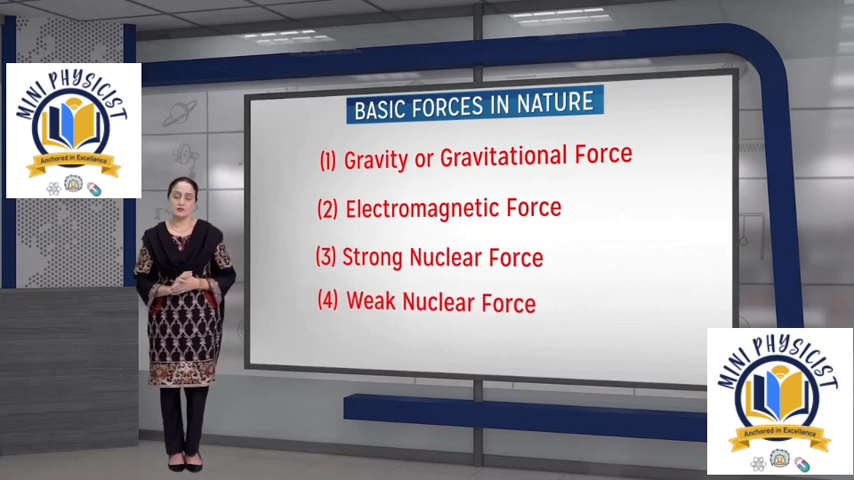 MINI PHYSICIST
Anchored in Excellence
BASIC FORCES IN NATURE
(1) Gravity or Gravitational Force
(2) Electromagnetic Force
(3) Strong Nuclear Force
(4) Weak Nuclear Force
MINI PHYSICIST
Anchored in Excellence